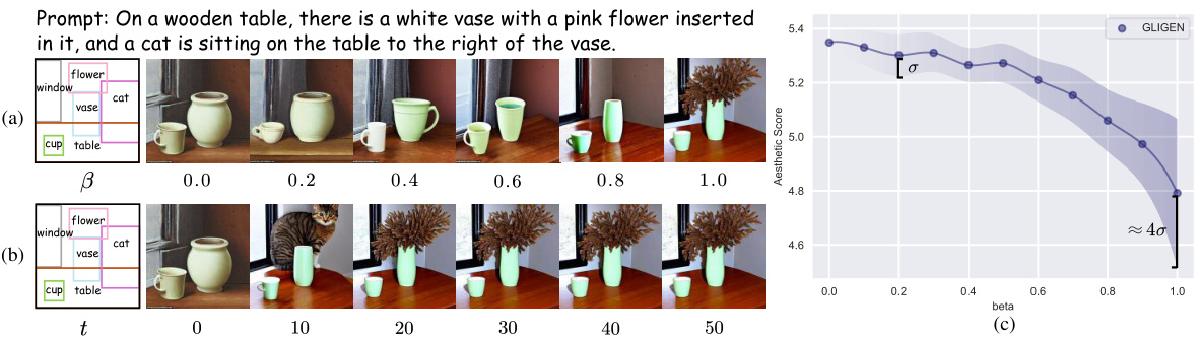 Prompt: On a wooden table, there is a white vase with a pink flower inserted
in it, and a cat is sitting on the table to the right of the vase.
(a)
window
flower
cat
vase
cup
table
β
0.0
0.2
0.4
0.6
0.8
1.0
(b)
window
flower
cat
vase
cup
table
t
0
10
20
30
40
50
GLIGEN
Aesthetic Score
5.4
5.2
5.0
4.8
4.6
σ
≈ 4σ
0.0
0.2
0.4
0.6
0.8
1.0
beta
(c)